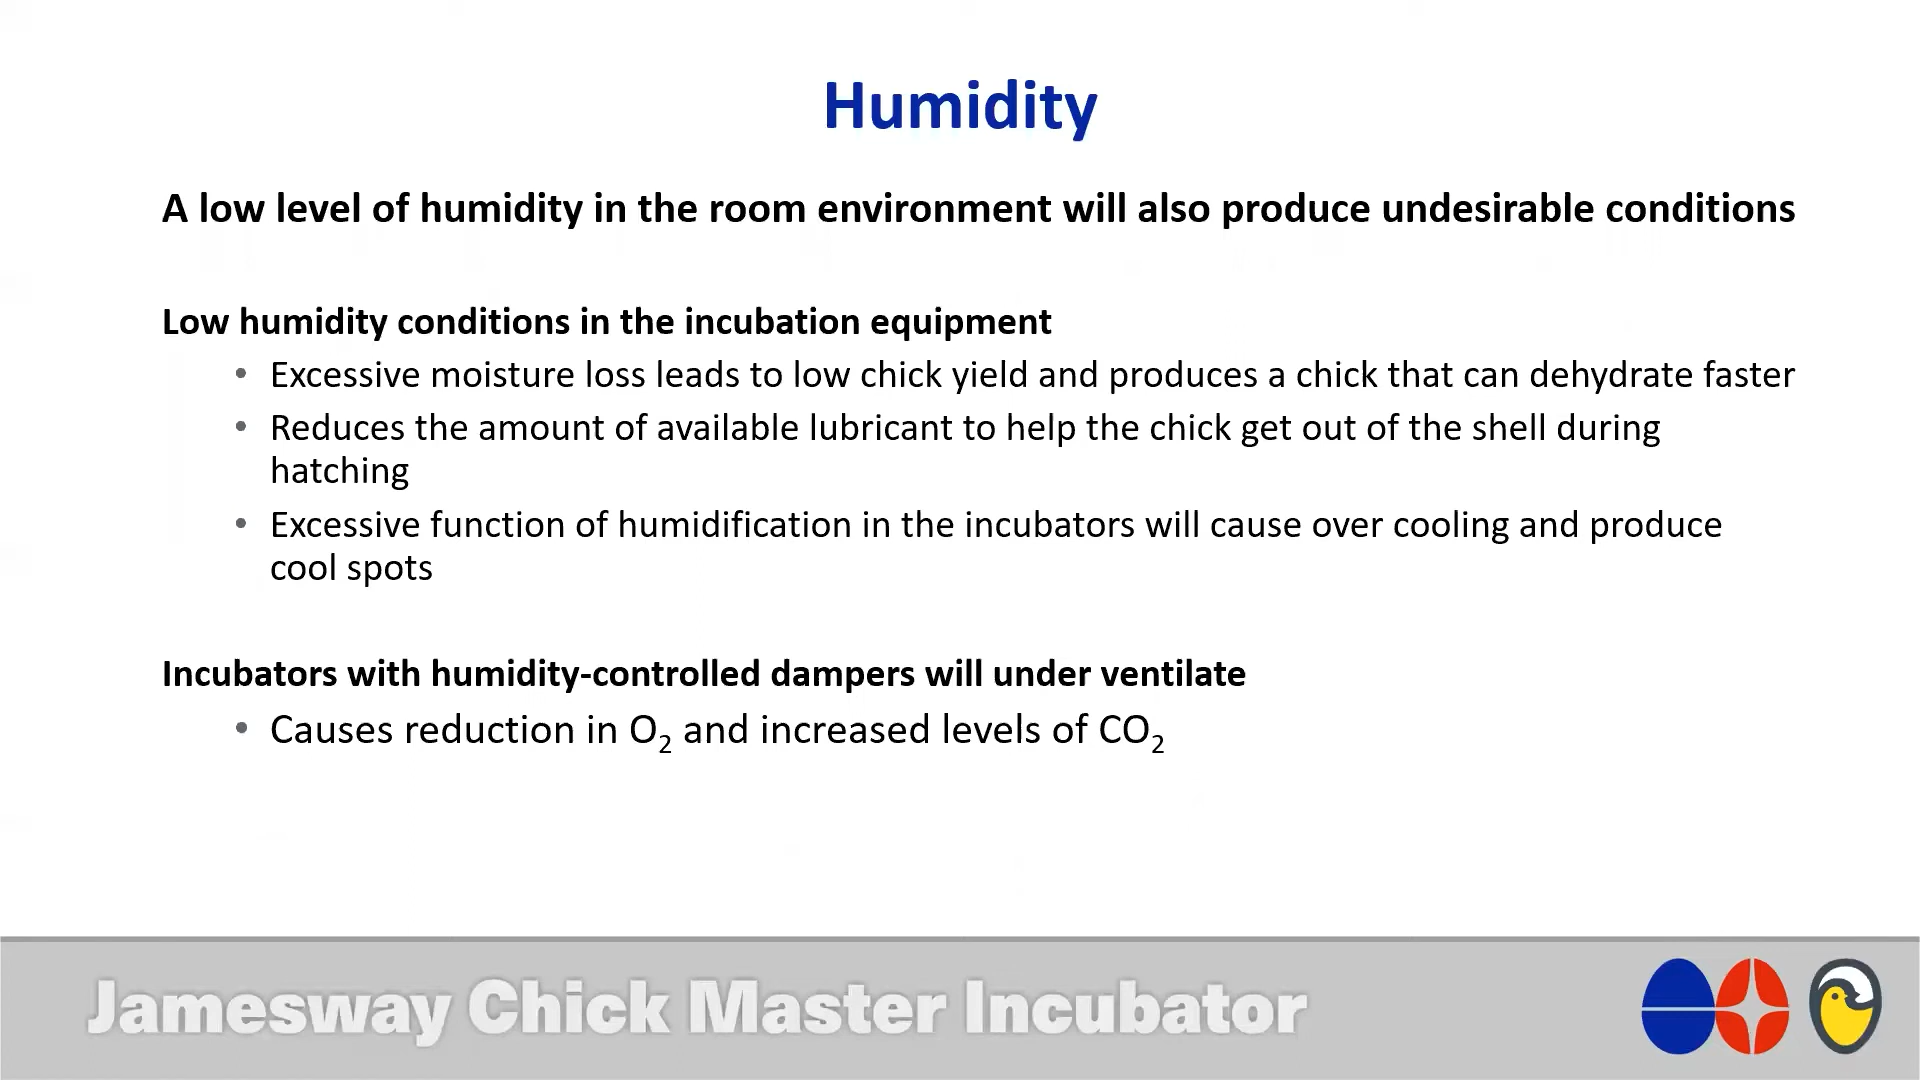 Humidity
A low level of humidity in the room environment will also produce undesirable conditions
Low humidity conditions in the incubation equipment
• Excessive moisture loss leads to low chick yield and produces a chick that can dehydrate faster
• Reduces the amount of available lubricant to help the chick get out of the shell during
hatching
• Excessive function of humidification in the incubators will cause over cooling and produce
cool spots
Incubators with humidity-controlled dampers will under ventilate
• Causes reduction in O₂ and increased levels of CO₂
Jamesway Chick Master Incubator